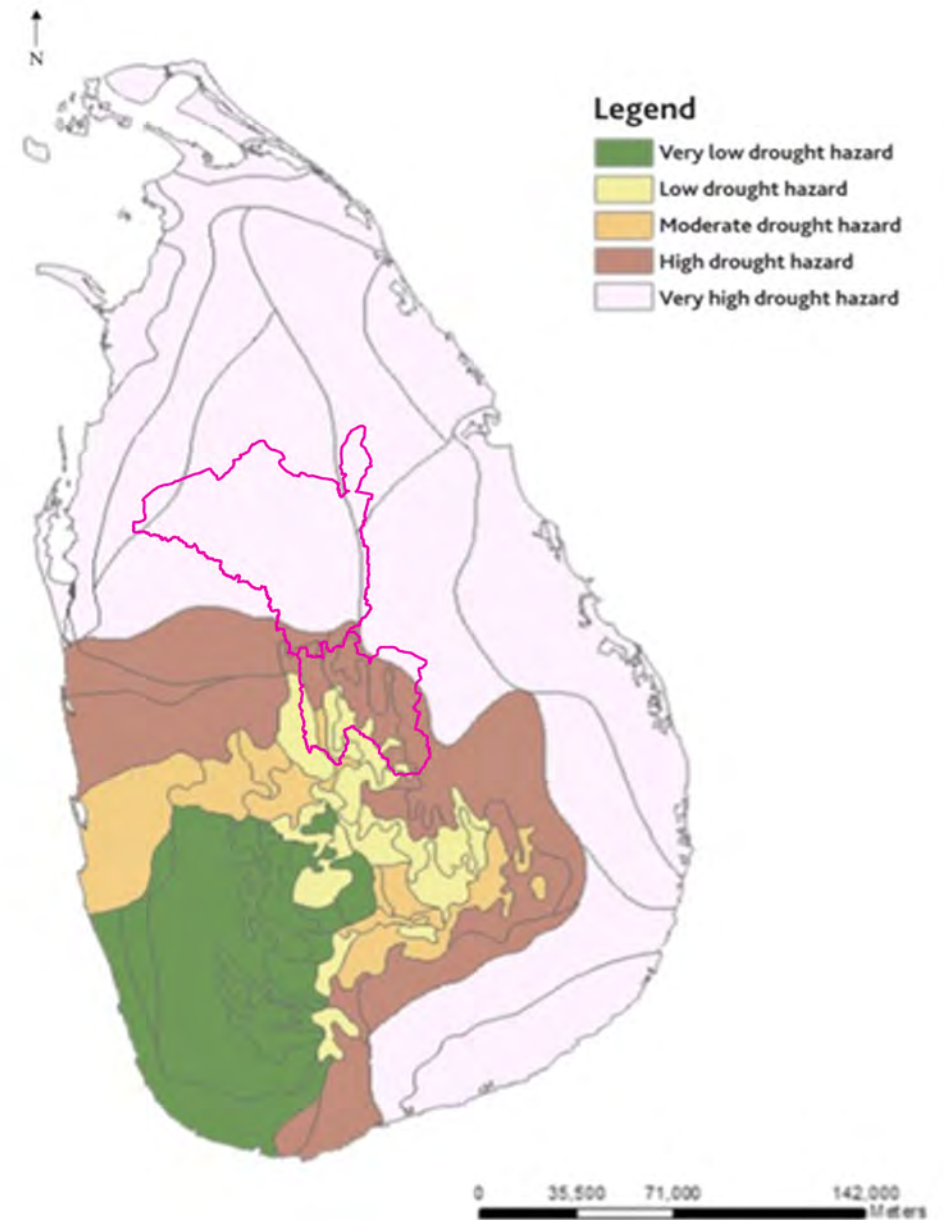 N
Legend
Very low drought hazard
Low drought hazard
Moderate drought hazard
High drought hazard
Very high drought hazard
0 35,500 71,000 142,000
Meters